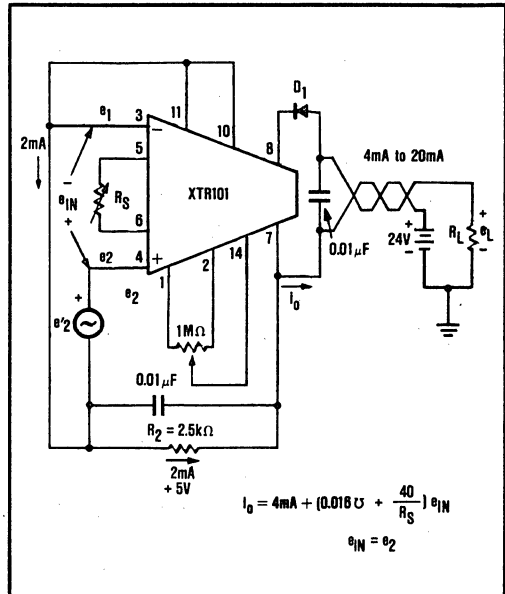 D1
e1
3
11
10
8
2mA
−
5
4mA to 20mA
−
eIN
+
RS
XTR101
6
0.01μF
24V
+
−
RL
+
eL
−
e2
4
+
7
e2
1
2
14
Io
+
e'2
1MΩ
0.01μF
R2 = 2.5kΩ
2mA
+ 5V
Io = 4mA + (0.016 ℧ + 40/RS) eIN
eIN = e2